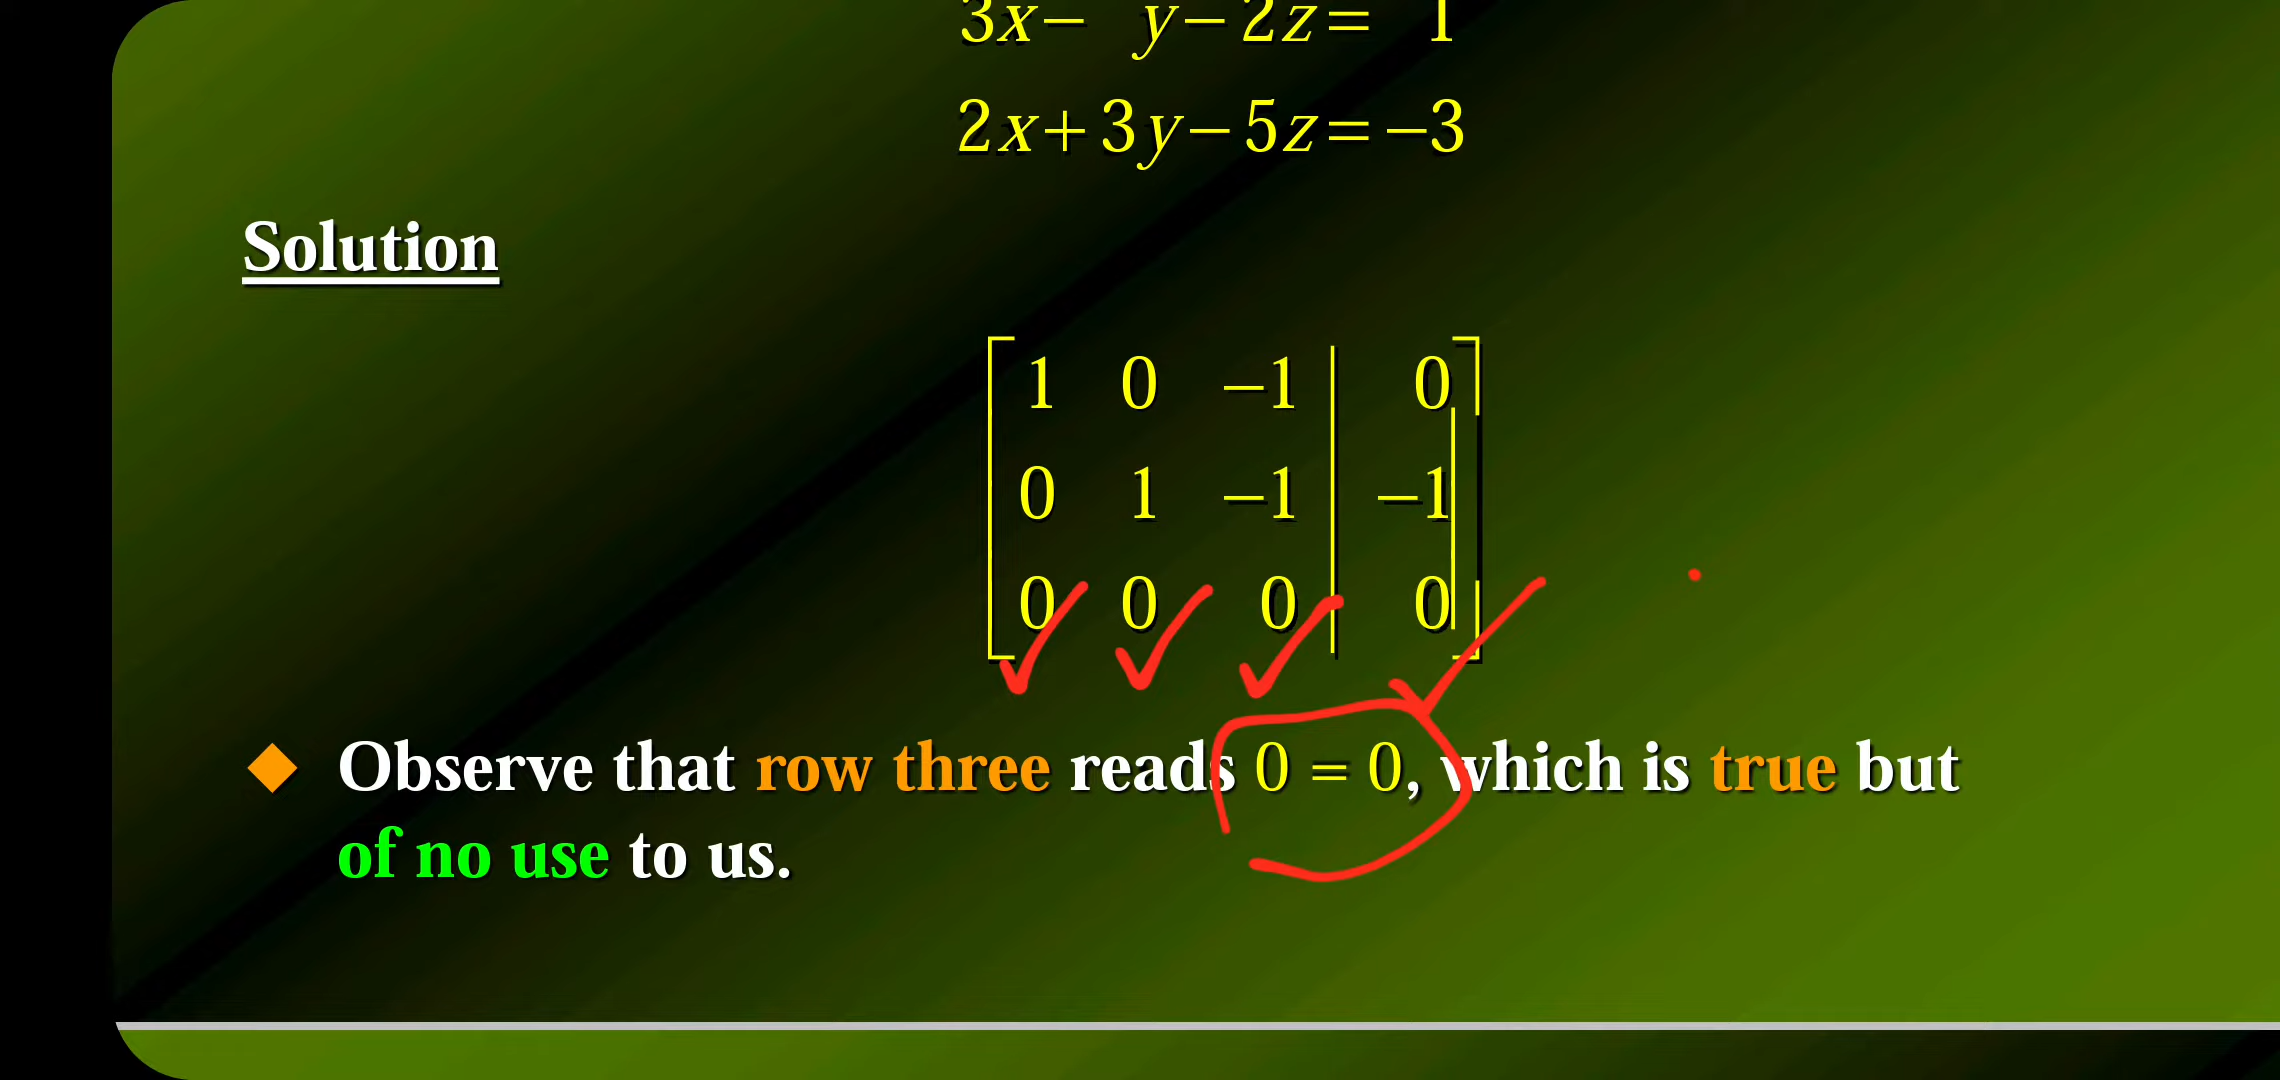 3x− y−2z= 1
2x+3y−5z=−3
Solution
1 0 −1 0
0 1 −1 −1
0 0 0 0
Observe that row three reads 0 = 0, which is true but
of no use to us.